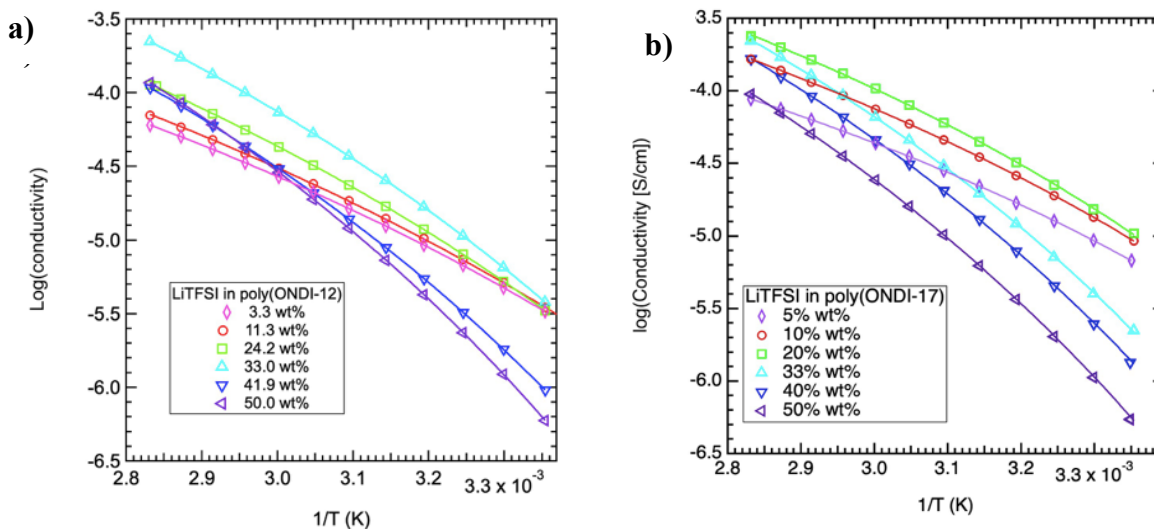 a)
-4.0
-4.5
-5.0
-5.5
-6.0
-6.5
Log(conductivity)
LiTFSI in poly(ONDI-12)
3.3 wt%
11.3 wt%
24.2 wt%
33.0 wt%
41.9 wt%
50.0 wt%
2.8
2.9
3.0
3.1
3.2
3.3 x 10-3
1/T (K)
b)
-3.5
-4.0
-4.5
-5.0
-5.5
-6.0
-6.5
log(Conductivity [S/cm])
LiTFSI in poly(ONDI-17)
5% wt%
10% wt%
20% wt%
33% wt%
40% wt%
50% wt%
2.8
2.9
3.0
3.1
3.2
3.3 x 10-3
1/T (K)